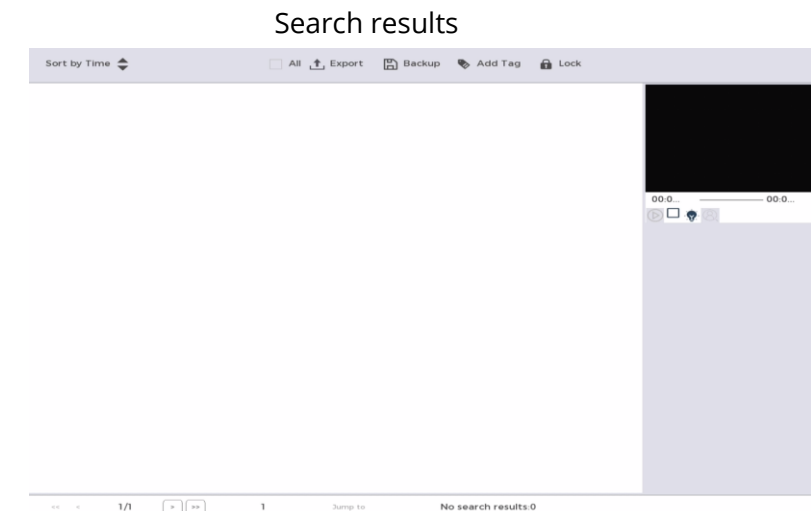 Search results
Sort by Time All Export Backup Add Tag Lock
00:0... 00:0...
<< < 1/1 > >> 1 Jump to No search results:0